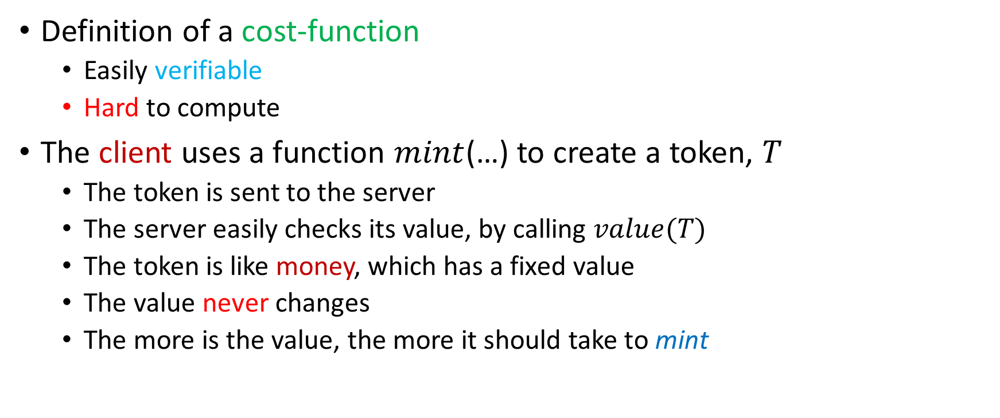 • Definition of a cost-function
• Easily verifiable
• Hard to compute
• The client uses a function mint(…) to create a token, T
• The token is sent to the server
• The server easily checks its value, by calling value(T)
• The token is like money, which has a fixed value
• The value never changes
• The more is the value, the more it should take to mint